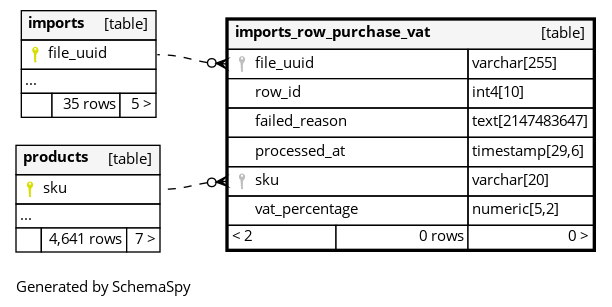 imports [table]
file_uuid
...
35 rows 5 >
products [table]
sku
...
4,641 rows 7 >
imports_row_purchase_vat [table]
file_uuid varchar[255]
row_id int4[10]
failed_reason text[2147483647]
processed_at timestamp[29,6]
sku varchar[20]
vat_percentage numeric[5,2]
< 2 0 rows 0 >
Generated by SchemaSpy